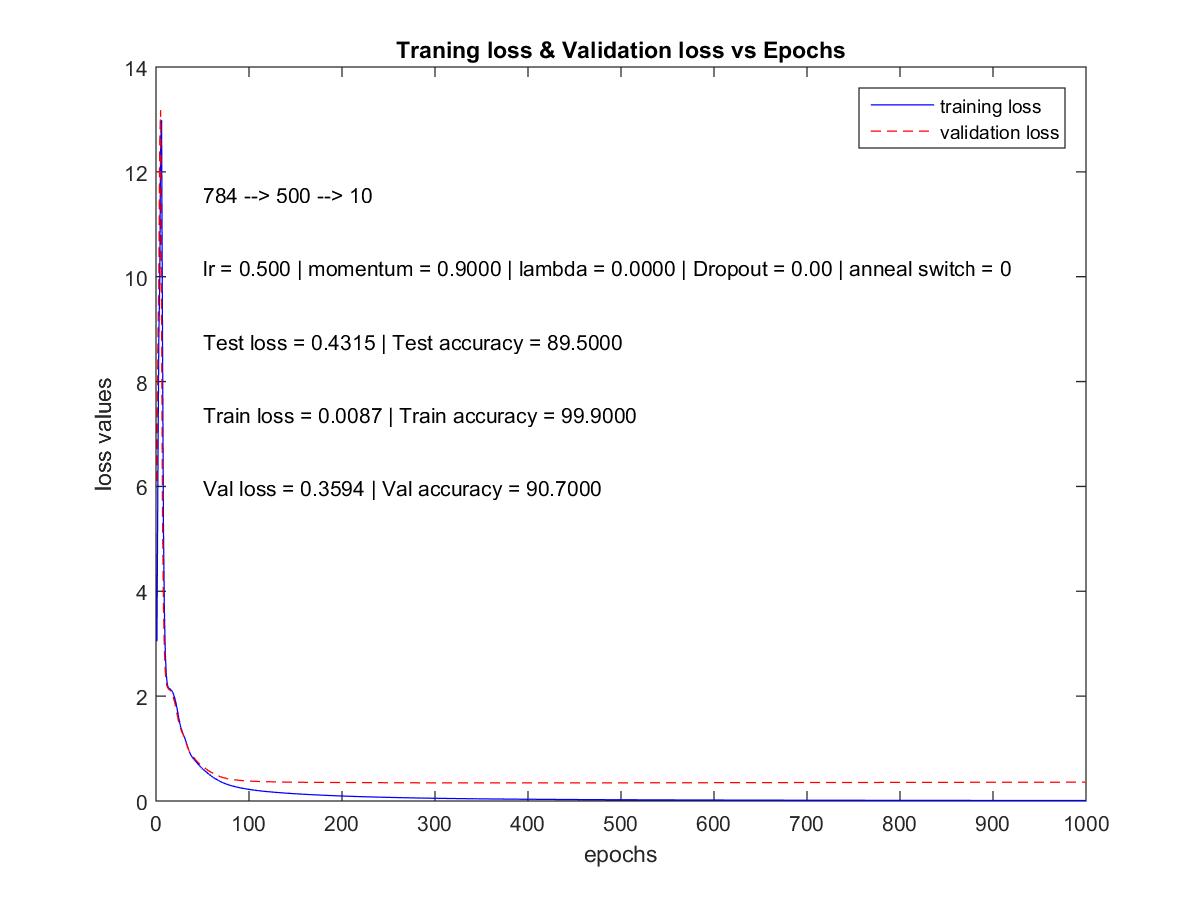 Traning loss & Validation loss vs Epochs
14
training loss
validation loss
12
784 --> 500 --> 10
10
lr = 0.500 | momentum = 0.9000 | lambda = 0.0000 | Dropout = 0.00 | anneal switch = 0
Test loss = 0.4315 | Test accuracy = 89.5000
8
Train loss = 0.0087 | Train accuracy = 99.9000
loss values
6
Val loss = 0.3594 | Val accuracy = 90.7000
4
2
0
0 100 200 300 400 500 600 700 800 900 1000
epochs